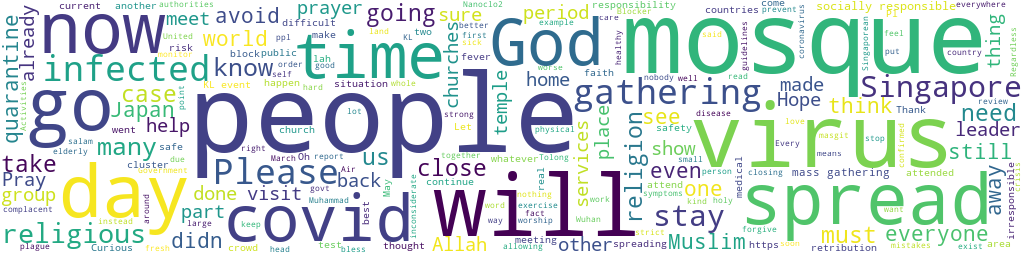 now
time
God
mosque
people
go
day
will
virus
spread
covid
gathering
Please
infected
Singapore
religious
stay
Japan
many
know
avoid
going
world
prayer
meet
period
sure
socially responsible
already
quarantine
case
help
home
churches
temple
made
Hope
think
need
leader
thing
still
see
show
even
one
must
everyone
away
religion
place
services
close
us
back
visit
done
didn
part
take
Pray
group
Allah
other
Muslim
mass gathering
retribution
irresponsible
current
another
authorities
difficult
make
KL
two
public
block
risk
safe
elderly
went
cluster
due
Government
KL event
situation
whole
happen
hard
fever
first
sick
better
example
responsibility
countries
come
prevent
coronavirus
Nanoclo2
everywhere
Singaporean
guidelines
country
healthy
blocker
nobody
well
read
safety
disease
faith
worse
strong
Let
physical
together
continue
whatever
Tolong
Wuhan
exercise
fact
worship
word
way
meeting
allowing
spreading
inconsiderate
thought
crowd
large
around
instead
complacent
plague
Curious
fresh
salam
March
Oh
report
Air
Muhammad
govt
May
best
keep
head
test
bless
church
right
lot
point
Activities
United
order
self
ppl
lah
good
land
said
care
feel
put
Regardless
review
Thank
love
masgit
stop
confirmed
attended
Every
means
closing
person
small
attend
symptoms
kind
holy
medical
real
nothing
forgive
https
want
mistakes
exist
area
soon